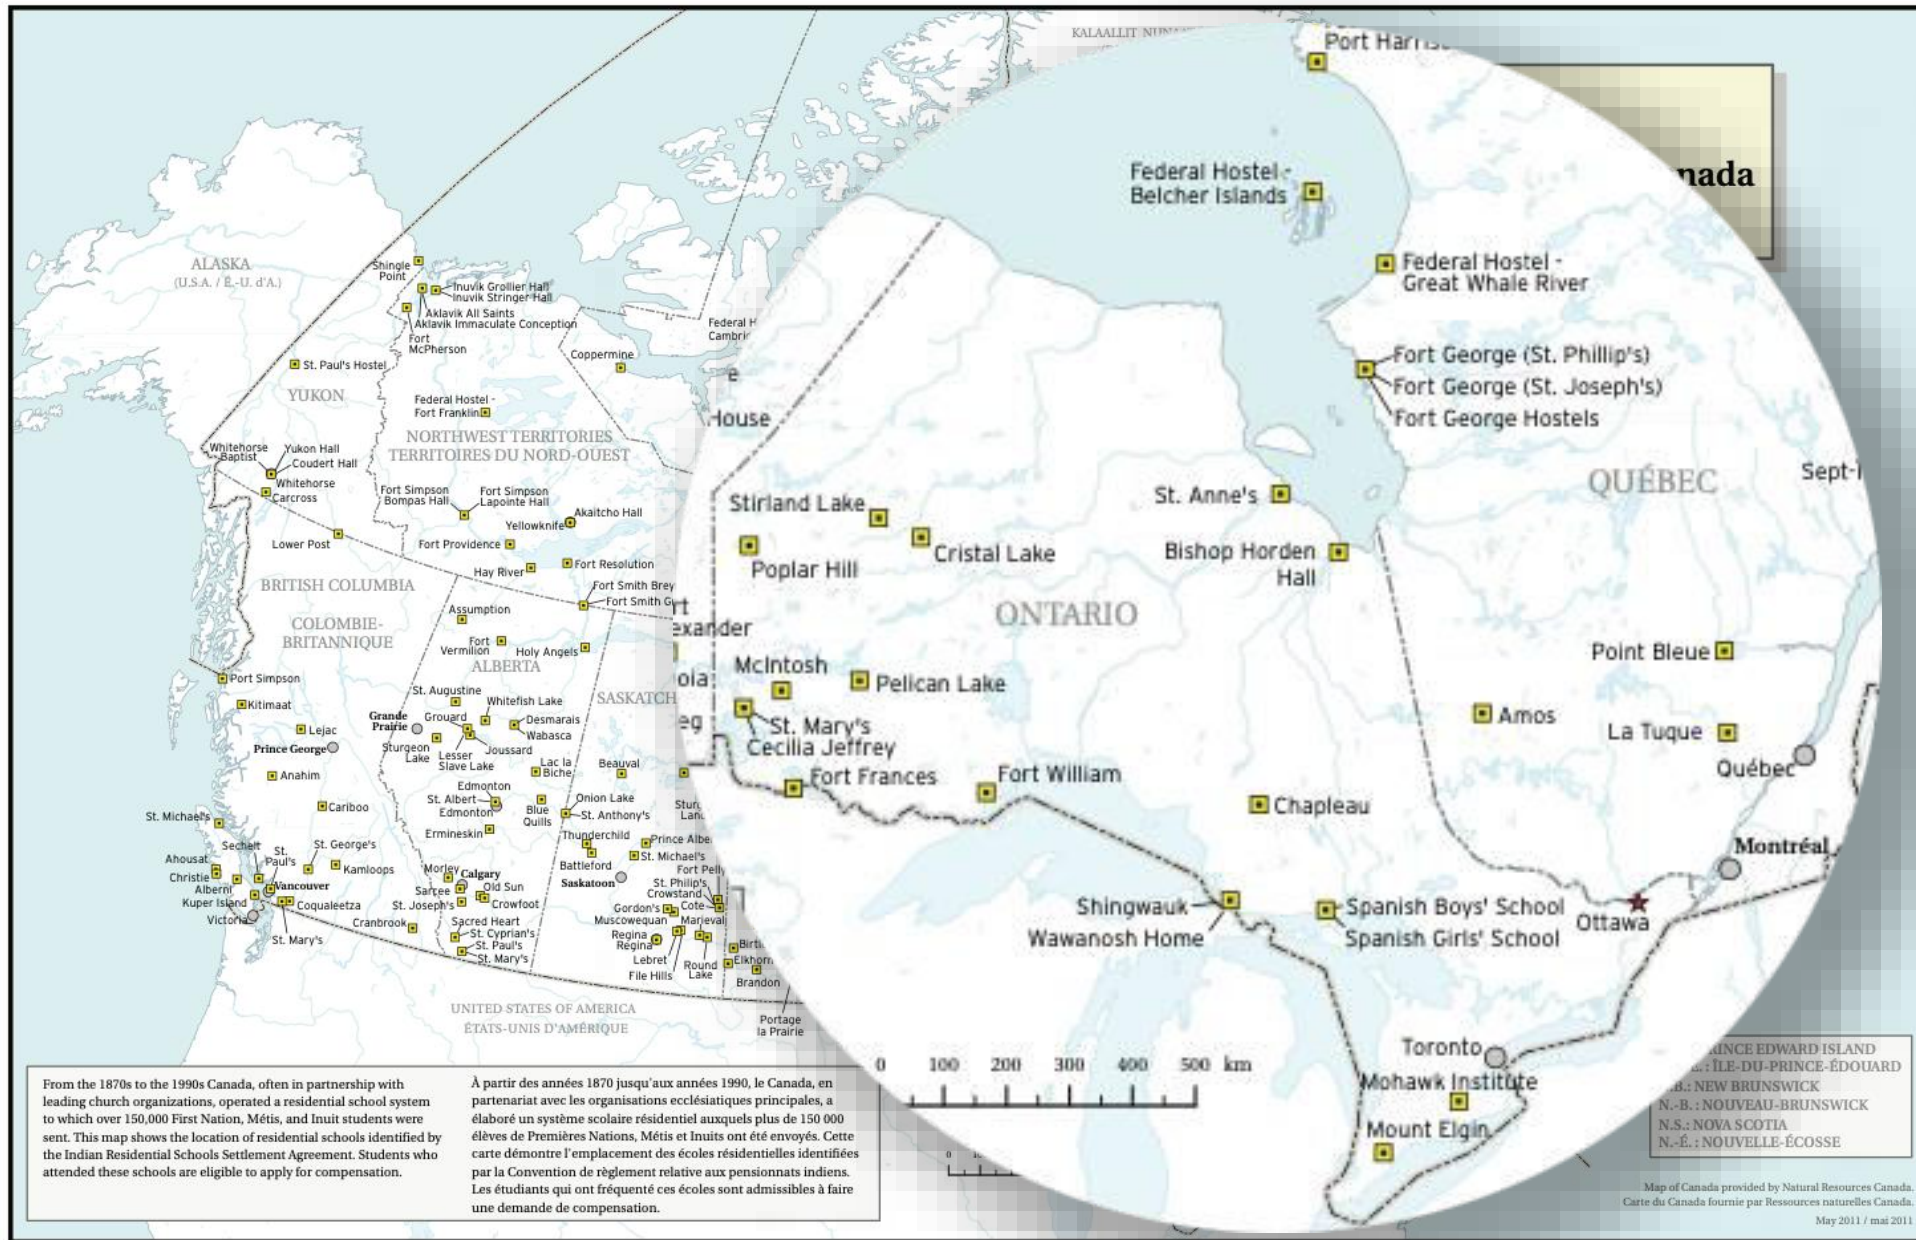 KALAALLIT
nada
ALASKA
(U.S.A. / É.-U. d'A.)
Shingle
Point
Inuvik Grollier Hall
Inuvik Stringer Hall
Aklavik All Saints
Aklavik Immaculate Conception
Fort
McPherson
St. Paul's Hostel
YUKON
Coppermine
Federal Hostel -
Fort Franklin
NORTHWEST TERRITORIES
TERRITOIRES DU NORD-OUEST
Whitehorse
Baptist
Yukon Hall
Coudert Hall
Whitehorse
Carcross
Fort Simpson
Bompas Hall
Fort Simpson
Lapointe Hall
Akaitcho Hall
Yellowknife
Lower Post
Fort Providence
Hay River
Fort Resolution
Fort Smith
Fort Smith
BRITISH COLUMBIA
COLOMBIE-
BRITANNIQUE
Assumption
Fort
Vermilion
Holy Angels
ALBERTA
SASKATCH
Port Simpson
Kitimaat
Lejac
Prince George
Anahim
Cariboo
St. Augustine
Whitefish Lake
Grande
Prairie
Grouard
Desmarais
Wabasca
Sturgeon
Lake
Lesser
Slave Lake
Joussard
Lac la
Biche
Beauval
Edmonton
St. Albert
Edmonton
Blue
Quills
Onion Lake
St. Anthony's
Ermineskin
Thunderchild
Battleford
Prince Albe
St. Michael's
Saskatoon
Fort Pelly
St. Philip's
Crowstand
Cote
Gordon's
Muscowequan
Marieval
Regina
Regina
Lebret
File Hills
Round
Lake
Birt
Elkhorn
Brandon
Portage
la Prairie
St. Michael's
Sechelt
St.
Paul's
St. George's
Kamloops
Ahousat
Christie
Alberni
Kuper Island
Vancouver
Victoria
Coqualeetza
St. Mary's
Cranbrook
Morley
Calgary
Sarcee
Old Sun
Crowfoot
St. Joseph's
Sacred Heart
St. Cyprian's
St. Paul's
St. Mary's
UNITED STATES OF AMERICA
ÉTATS-UNIS D'AMÉRIQUE
Federal H
Cambri
House
exander
Port Harris
Federal Hostel -
Belcher Islands
Federal Hostel -
Great Whale River
Fort George (St. Phillip's)
Fort George (St. Joseph's)
Fort George Hostels
QUÉBEC
Sept-
Stirland Lake
Cristal Lake
Poplar Hill
St. Anne's
Bishop Horden
Hall
ONTARIO
McIntosh
Pelican Lake
St. Mary's
Cecilia Jeffrey
Fort Frances
Fort William
Chapleau
Point Bleue
Amos
La Tuque
Québec
Montréal
Ottawa
Shingwauk
Wawanosh Home
Spanish Boys' School
Spanish Girls' School
Toronto
Mohawk Institute
Mount Elgin
0 100 200 300 400 500 km
From the 1870s to the 1990s Canada, often in partnership with
leading church organizations, operated a residential school system
to which over 150,000 First Nation, Métis, and Inuit students were
sent. This map shows the location of residential schools identified by
the Indian Residential Schools Settlement Agreement. Students who
attended these schools are eligible to apply for compensation.
À partir des années 1870 jusqu'aux années 1990, le Canada, en
partenariat avec les organisations ecclésiatiques principales, a
élaboré un système scolaire résidentiel auxquels plus de 150 000
élèves de Premières Nations, Métis et Inuits ont été envoyés. Cette
carte démontre l'emplacement des écoles résidentielles identifiées
par la Convention de règlement relative aux pensionnats indiens.
Les étudiants qui ont fréquenté ces écoles sont admissibles à faire
une demande de compensation.
RINCE EDWARD ISLAND
: ÎLE-DU-PRINCE-ÉDOUARD
.B.: NEW BRUNSWICK
N.-B. : NOUVEAU-BRUNSWICK
N.S.: NOVA SCOTIA
N.-É. : NOUVELLE-ÉCOSSE
Map of Canada provided by Natural Resources Canada.
Carte du Canada fournie par Ressources naturelles Canada.
May 2011 / mai 2011